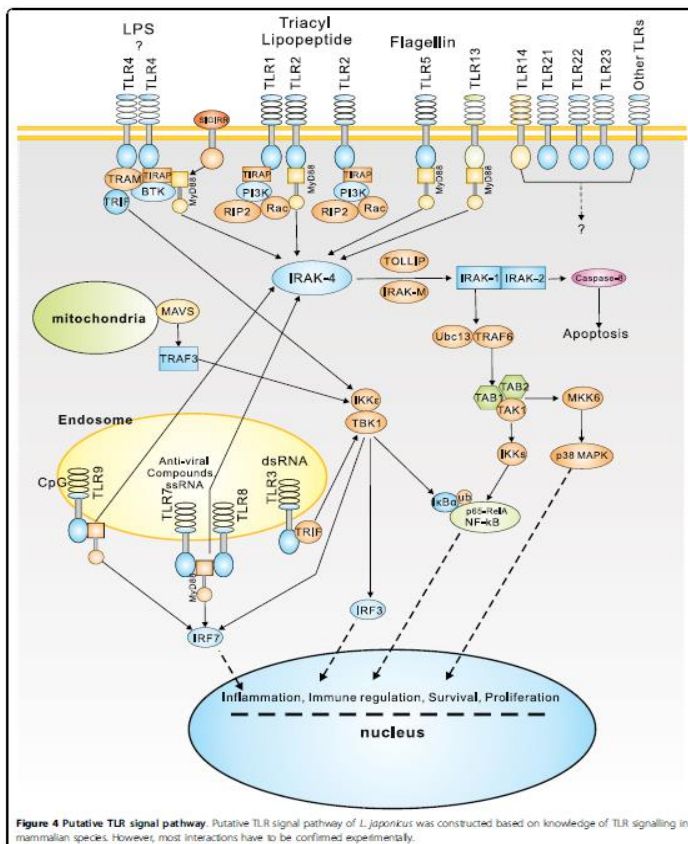 LPS
?
Triacyl
Lipopeptide
Flagellin
TLR4
TLR4
TLR1
TLR2
TLR2
TLR5
TLR13
TLR14
TLR21
TLR22
TLR23
Other TLRs
SIGIRR
TRAM
TIRAP
BTK
TRIF
MyD88
TIRAP
PI3K
RIP2
Rac
MyD88
TIRAP
PI3K
RIP2
Rac
MyD88
MyD88
?
IRAK-4
TOLLIP
IRAK-M
IRAK-1
IRAK-2
Caspase-8
Apoptosis
mitochondria
MAVS
TRAF3
Ubc13
TRAF6
TAB1
TAB2
TAK1
MKK6
IKKε
TBK1
IKKs
p38 MAPK
Endosome
CpG
TLR9
Anti-viral
Compounds
ssRNA
TLR7
TLR8
dsRNA
TLR3
TRIF
MyD88
IκBα
ub
p65-RelA
NF-kB
IRF7
IRF3
Inflammation, Immune regulation, Survival, Proliferation
nucleus
Figure 4 Putative TLR signal pathway. Putative TLR signal pathway of L. japonicus was constructed based on knowledge of TLR signalling in
mammalian species. However, most interactions have to be confirmed experimentally.